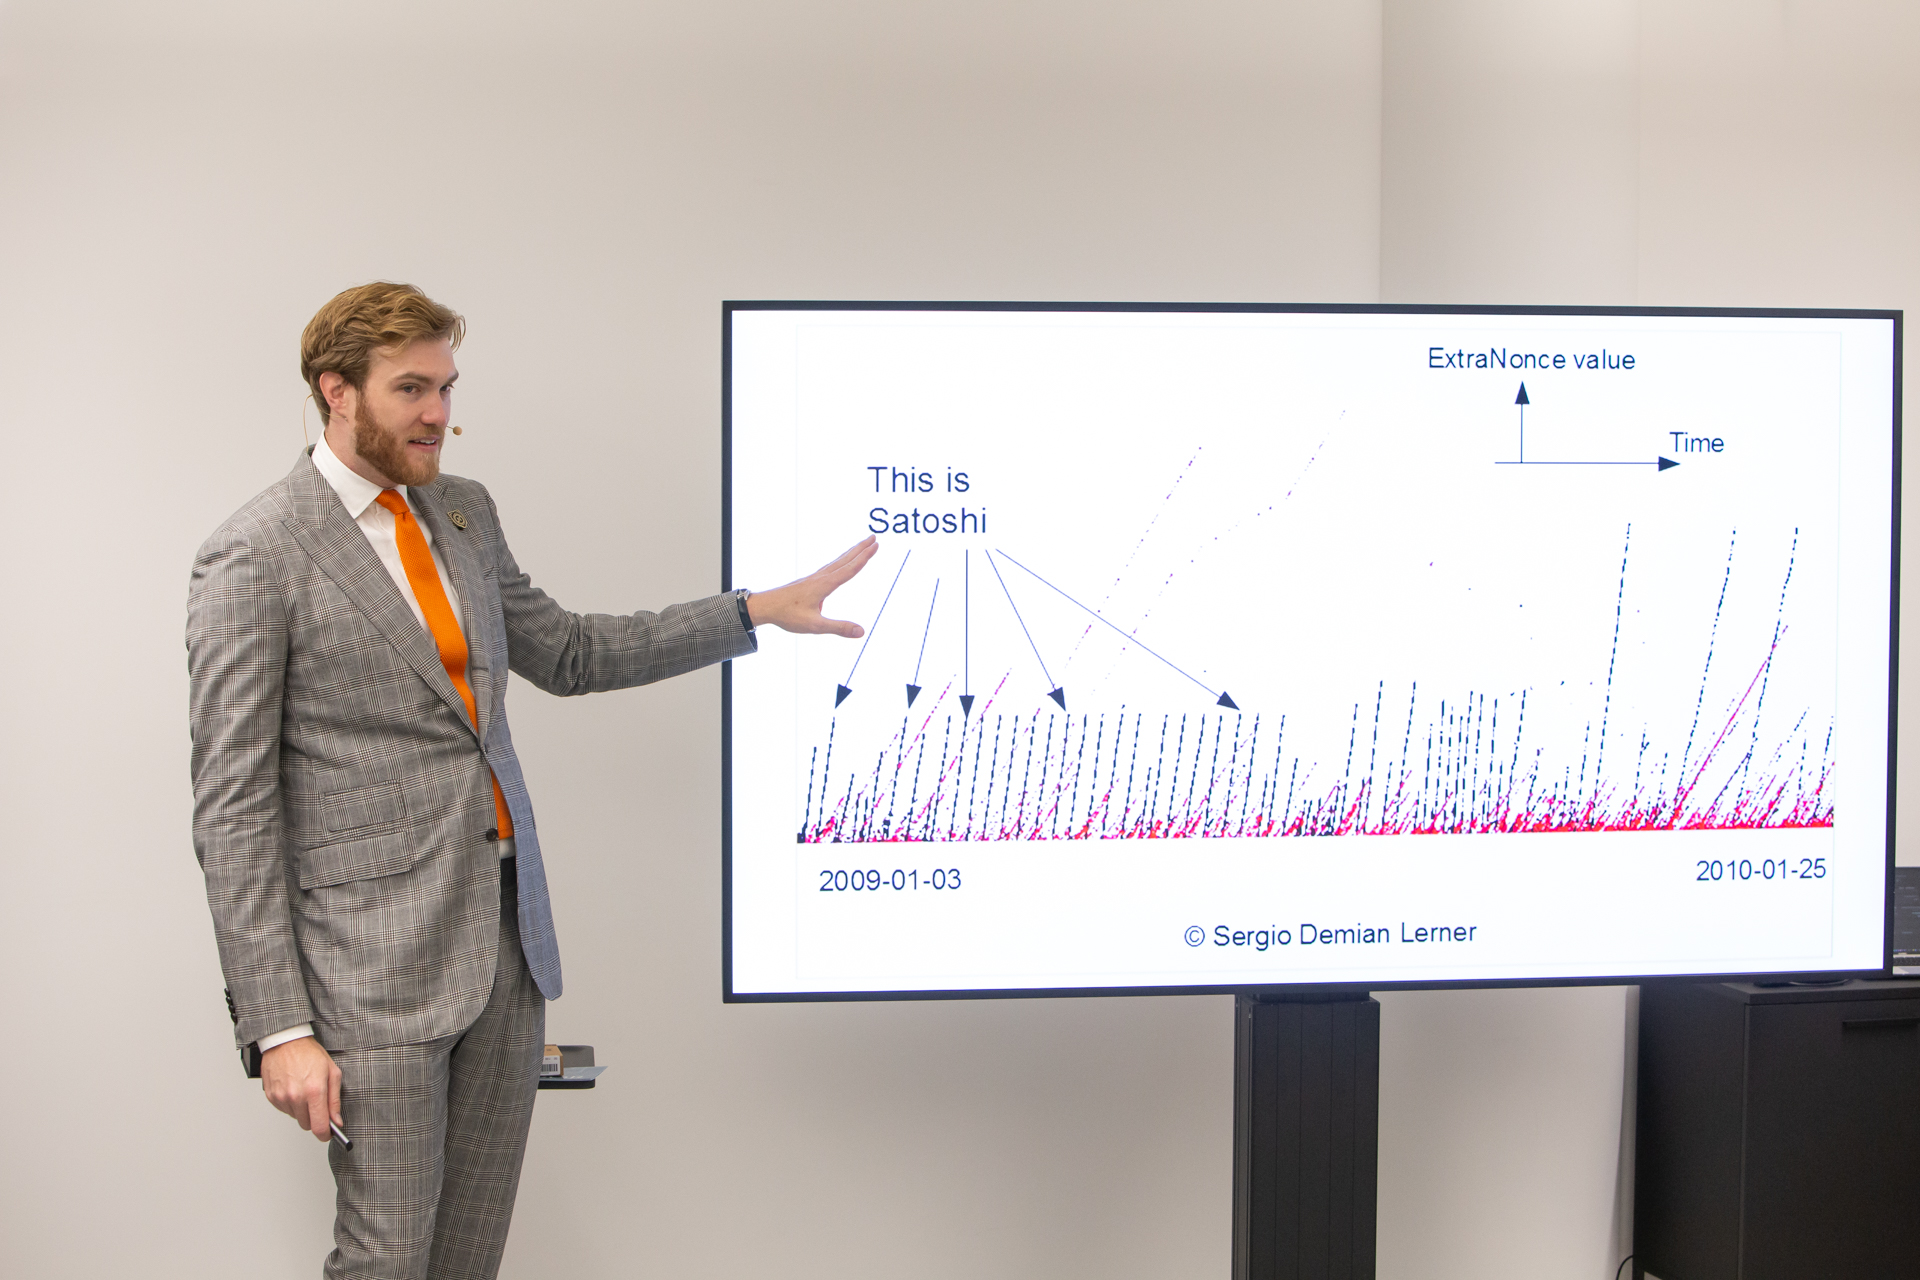 ExtraNonce value
Time
This is
Satoshi
2009-01-03
2010-01-25
© Sergio Demian Lerner